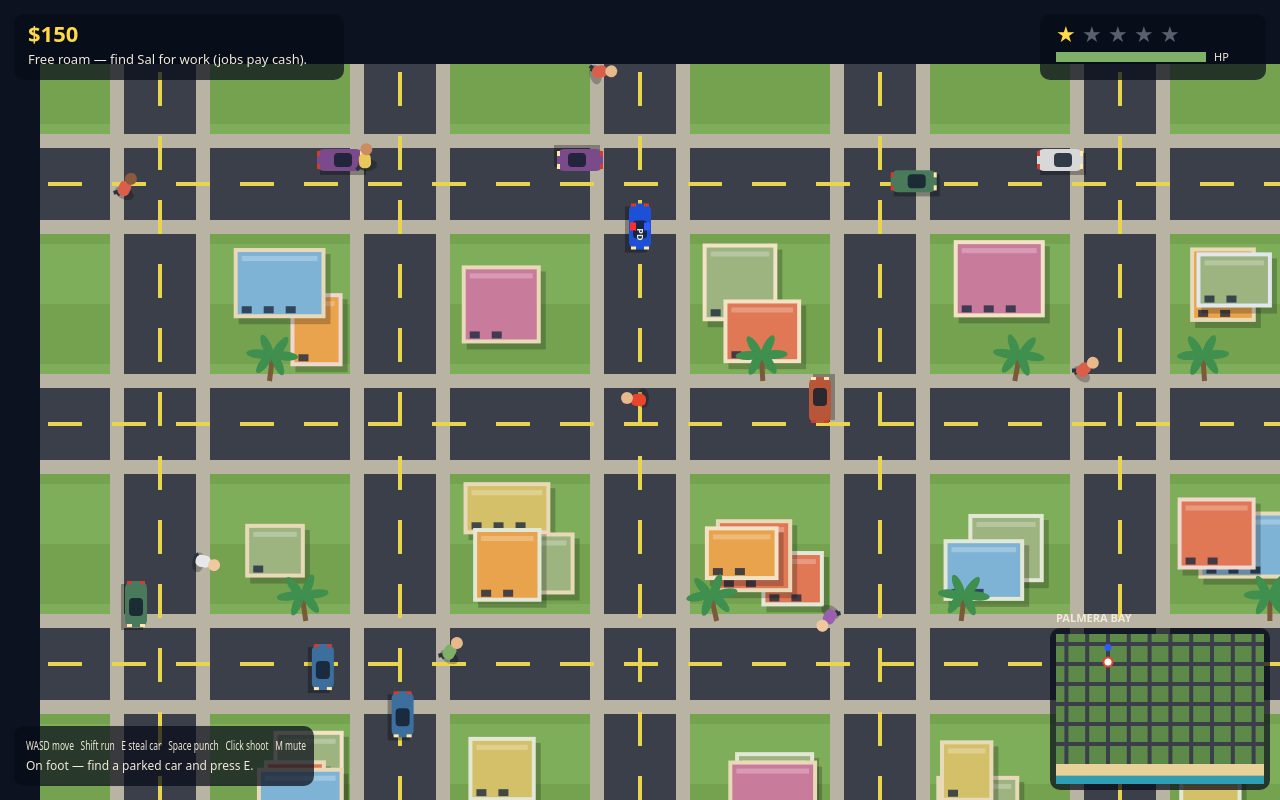 $150
Free roam — find Sal for work (jobs pay cash).
HP
PD
PALMERA BAY
WASD move Shift run E steal car Space punch Click shoot M mute
On foot — find a parked car and press E.